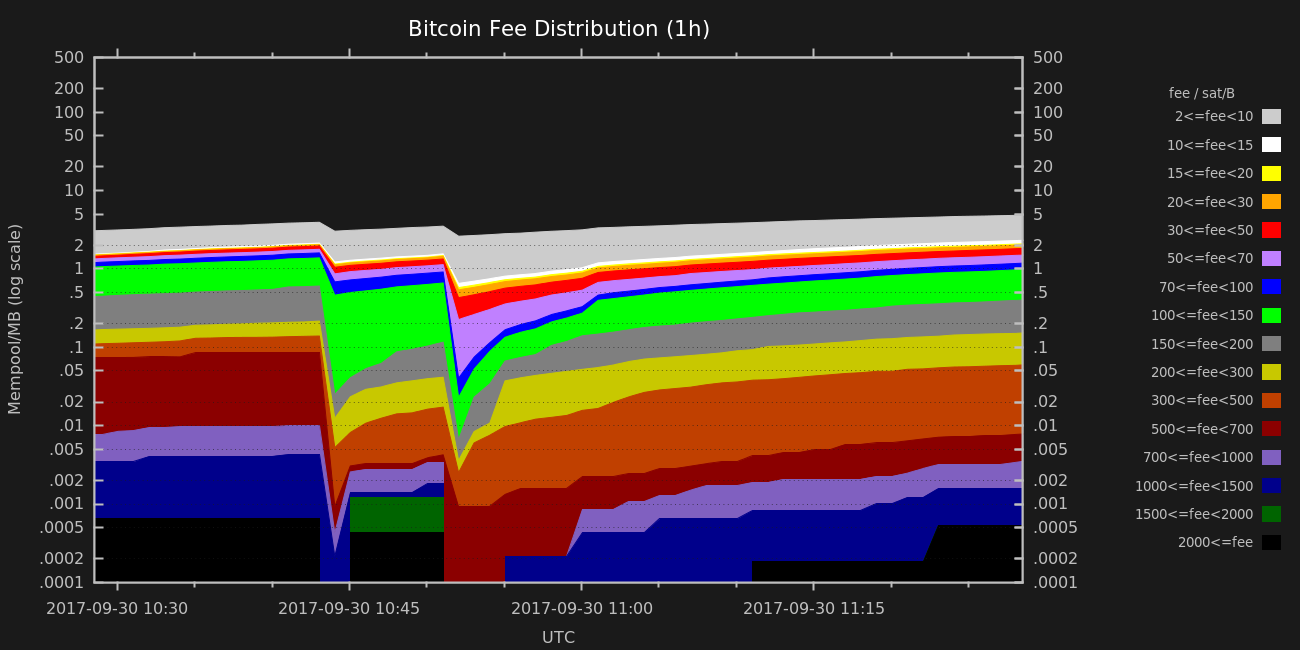 Bitcoin Fee Distribution (1h)
500
200
100
50
20
10
5
2
1
.5
.2
.1
.05
.02
.01
.005
.002
.001
.0005
.0002
.0001
Mempool/MB (log scale)
500
200
100
50
20
10
5
2
1
.5
.2
.1
.05
.02
.01
.005
.002
.001
.0005
.0002
.0001
2017-09-30 10:30
2017-09-30 10:45
2017-09-30 11:00
2017-09-30 11:15
UTC
fee / sat/B
2<=fee<10
10<=fee<15
15<=fee<20
20<=fee<30
30<=fee<50
50<=fee<70
70<=fee<100
100<=fee<150
150<=fee<200
200<=fee<300
300<=fee<500
500<=fee<700
700<=fee<1000
1000<=fee<1500
1500<=fee<2000
2000<=fee